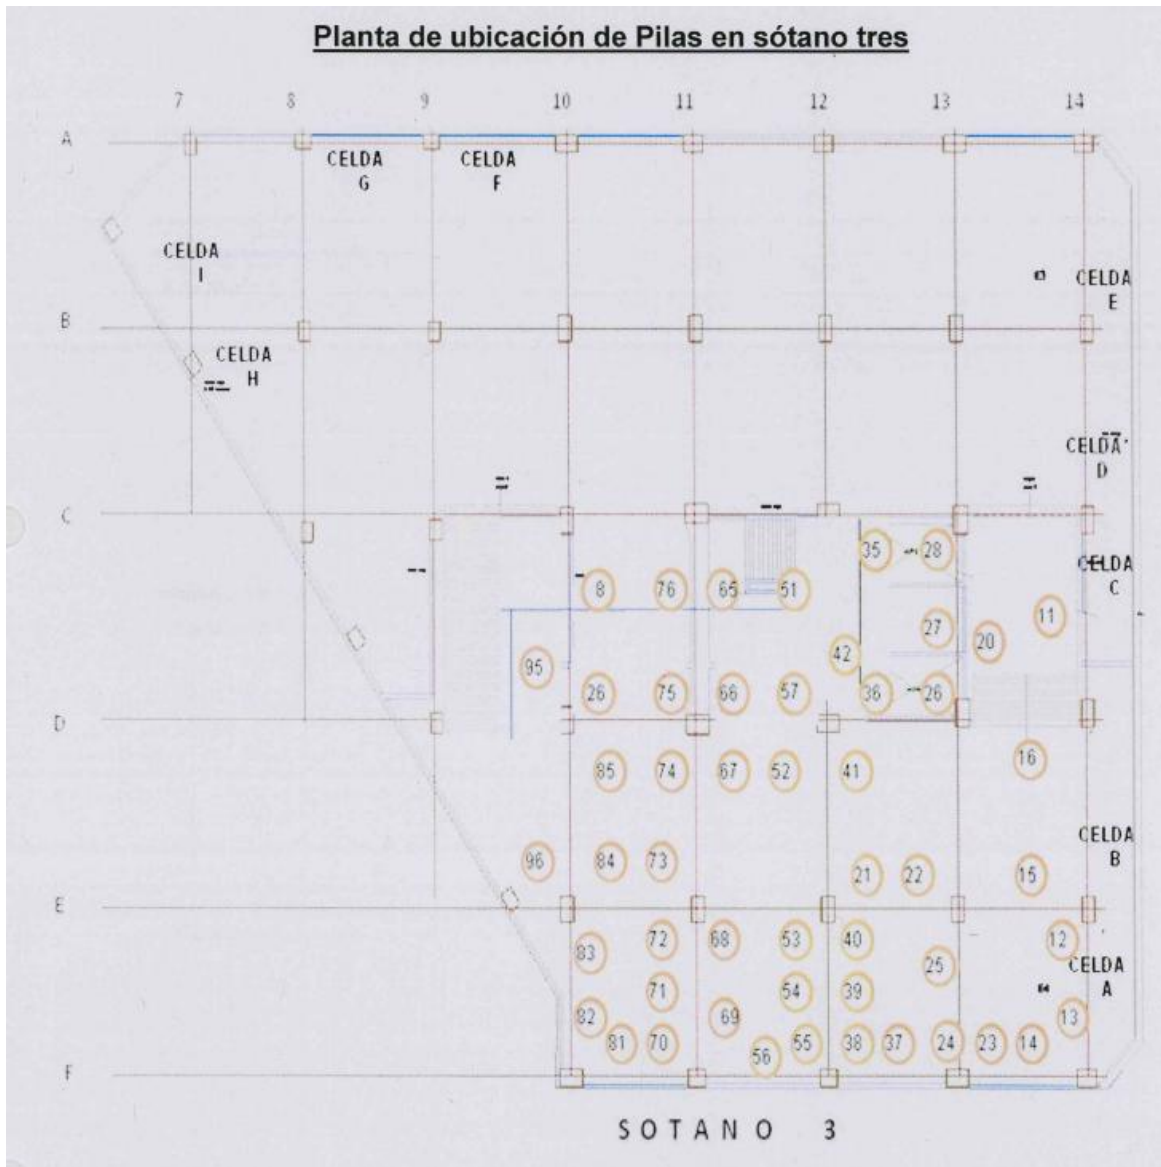 Planta de ubicación de Pilas en sótano tres
7 8 9 10 11 12 13 14
A
CELDA G
CELDA F
CELDA I
CELDA E
B
CELDA H
CELDA D
C
35 28
CELDA C
8 76 65 51
11
27
20
42
95
26 75 66 57 36 26
D
16
85 74 67 52 41
CELDA B
96 84 73
21 22 15
E
72 68 53 40 12
83
25
CELDA A
71 54 39
82 69 13
81 70 55 38 37 24 23 14
56
F
SOTANO 3